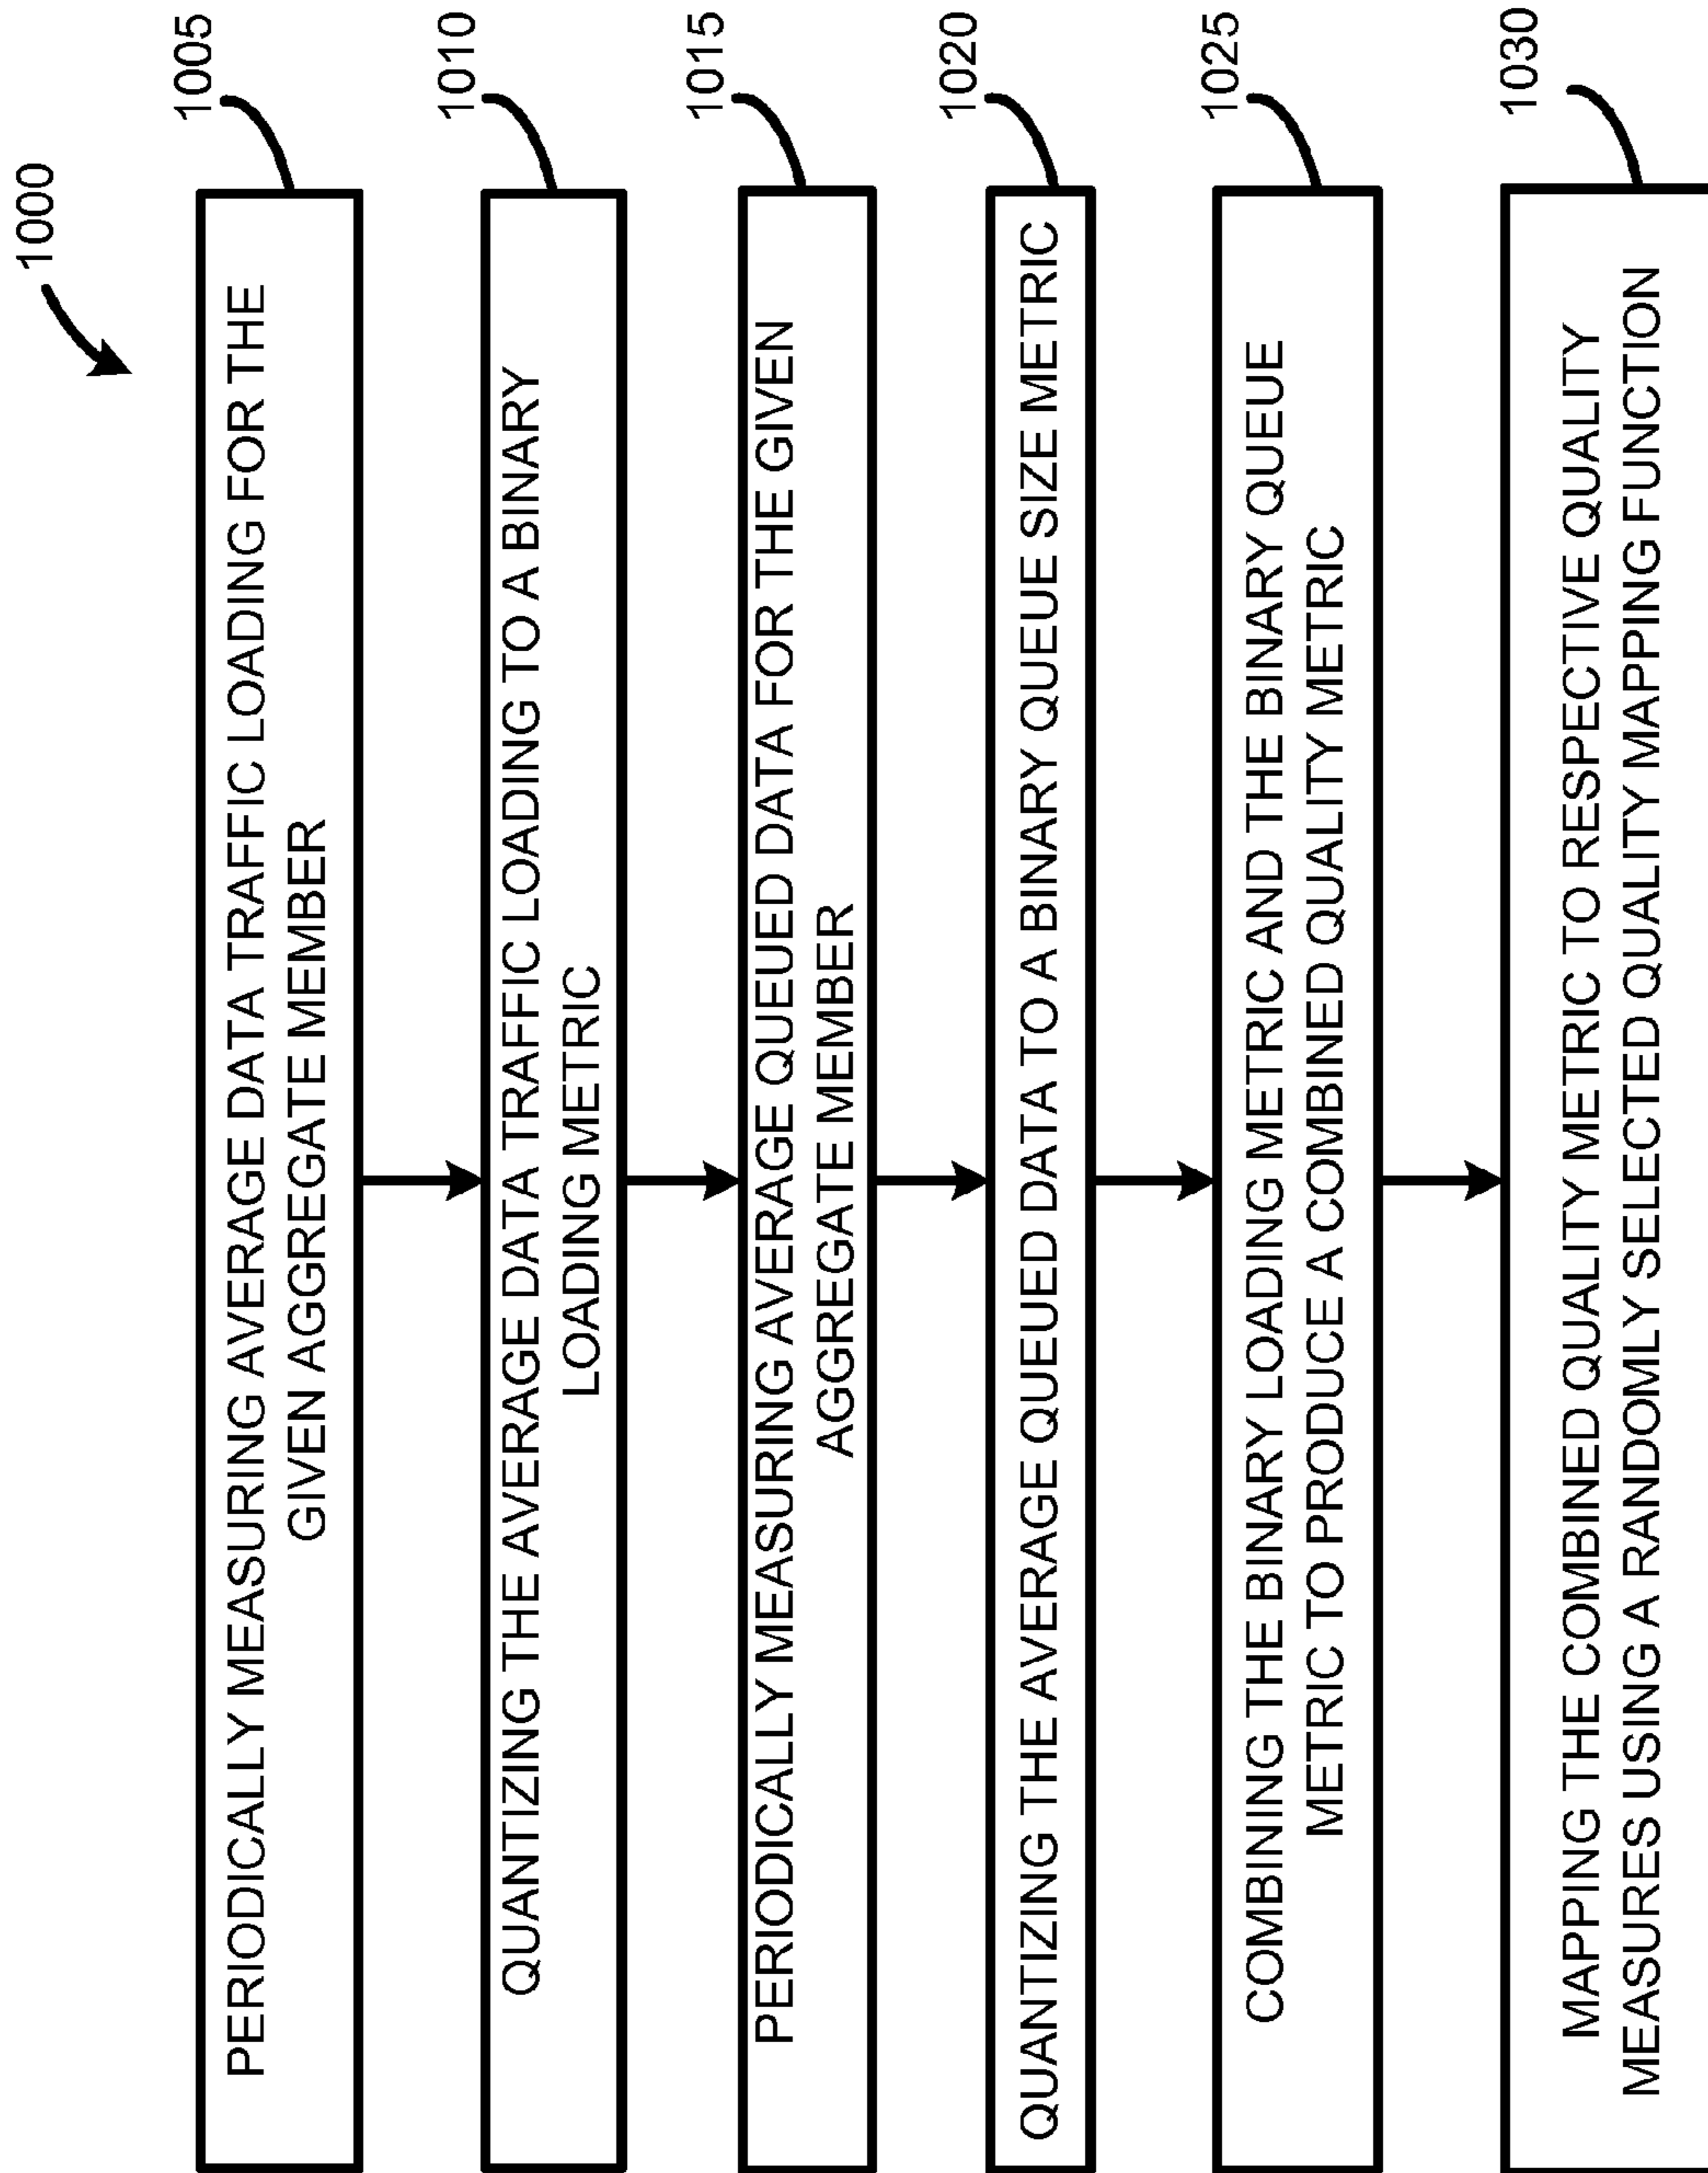 1000
1005
PERIODICALLY MEASURING AVERAGE DATA TRAFFIC LOADING FOR THE
GIVEN AGGREGATE MEMBER
1010
QUANTIZING THE AVERAGE DATA TRAFFIC LOADING TO A BINARY
LOADING METRIC
1015
PERIODICALLY MEASURING AVERAGE QUEUED DATA FOR THE GIVEN
AGGREGATE MEMBER
1020
QUANTIZING THE AVERAGE QUEUED DATA TO A BINARY QUEUE SIZE METRIC
1025
COMBINING THE BINARY LOADING METRIC AND THE BINARY QUEUE
METRIC TO PRODUCE A COMBINED QUALITY METRIC
1030
MAPPING THE COMBINED QUALITY METRIC TO RESPECTIVE QUALITY
MEASURES USING A RANDOMLY SELECTED QUALITY MAPPING FUNCTION